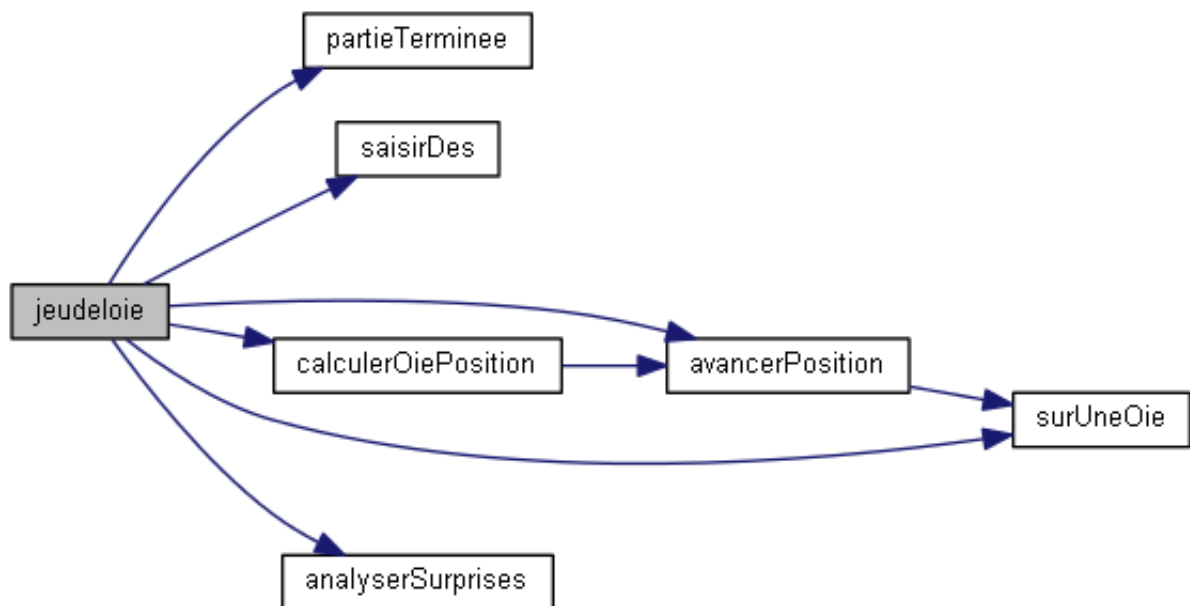 partieTerminee
saisirDes
jeudeloie
calculerOiePosition
avancerPosition
surUneOie
analyserSurprises